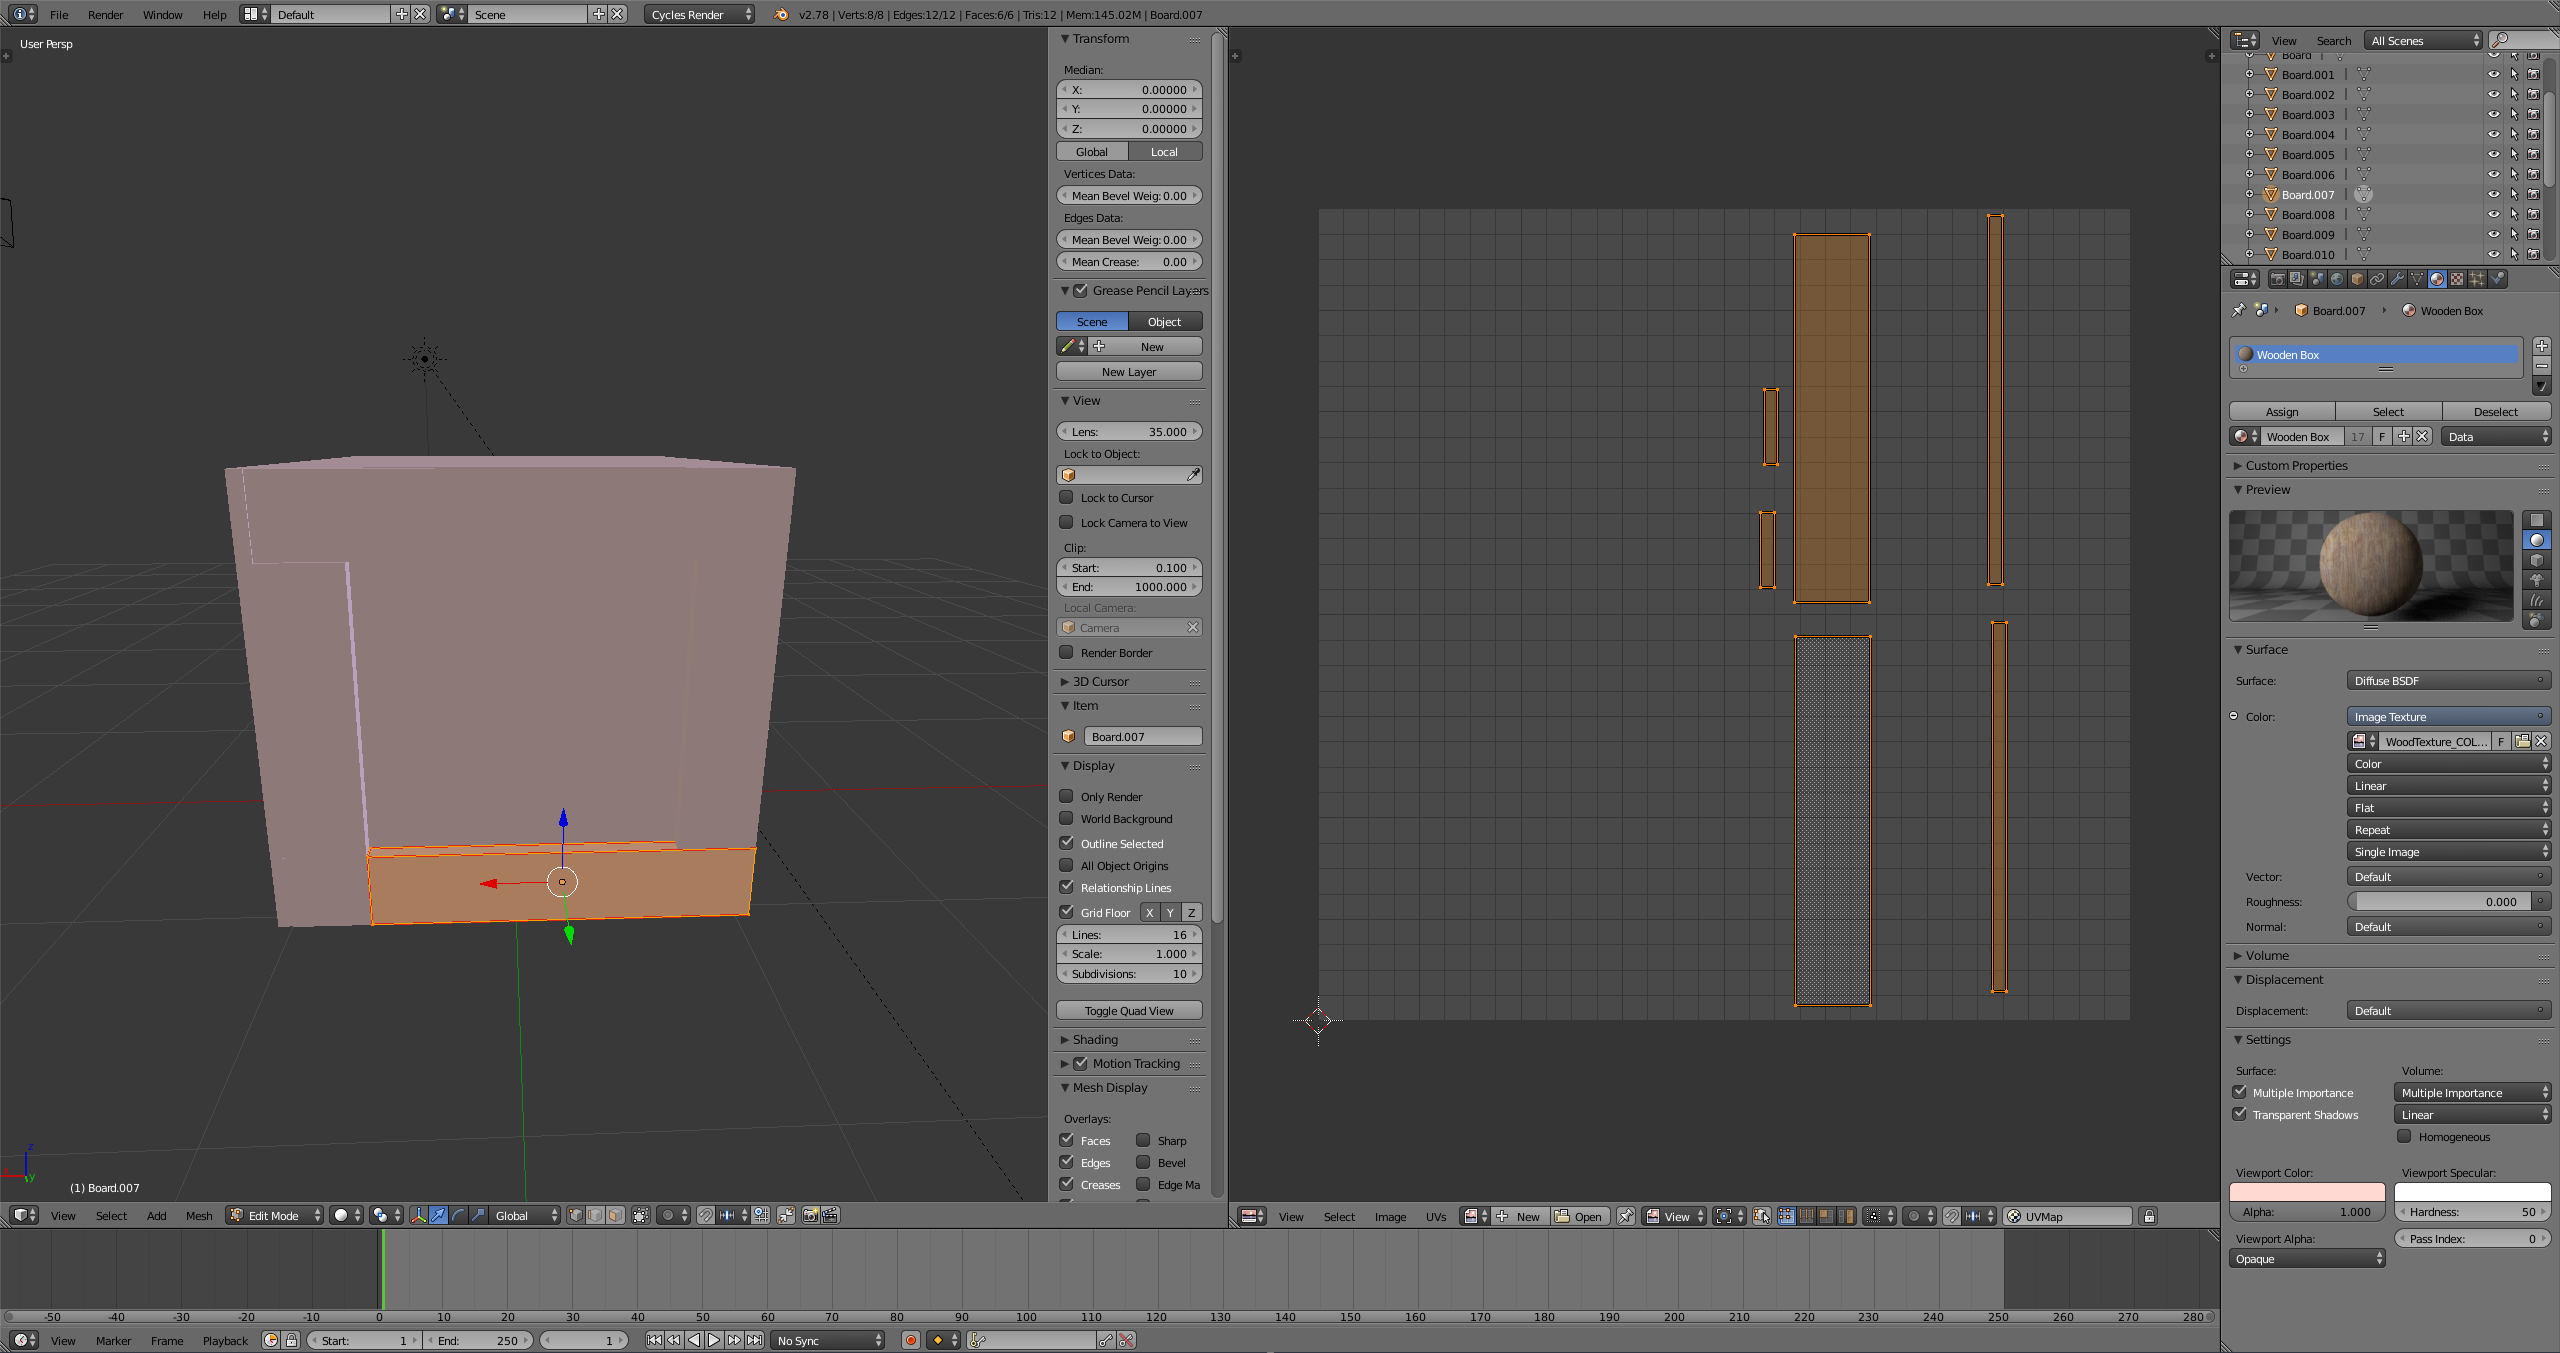 File Render Window Help Default Scene Cycles Render v2.78 | Verts:8/8 | Edges:12/12 | Faces:6/6 | Tris:12 | Mem:145.02M | Board.007
User Persp
(1) Board.007
Transform
Median:
X: 0.00000
Y: 0.00000
Z: 0.00000
Global Local
Vertices Data:
Mean Bevel Weig: 0.00
Edges Data:
Mean Bevel Weig: 0.00
Mean Crease: 0.00
Grease Pencil Layers
Scene Object
New
New Layer
View
Lens: 35.000
Lock to Object:
Lock to Cursor
Lock Camera to View
Clip:
Start: 0.100
End: 1000.000
Local Camera:
Camera
Render Border
3D Cursor
Item
Board.007
Display
Only Render
World Background
Outline Selected
All Object Origins
Relationship Lines
Grid Floor X Y Z
Lines: 16
Scale: 1.000
Subdivisions: 10
Toggle Quad View
Shading
Motion Tracking
Mesh Display
Overlays:
Faces Sharp
Edges Bevel
Creases Edge Ma
View Select Add Mesh Edit Mode Global
View Select Image UVs New Open View UVMap
-50 -40 -30 -20 -10 0 10 20 30 40 50 60 70 80 90 100 110 120 130 140 150 160 170 180 190 200 210 220 230 240 250 260 270 280
View Marker Frame Playback Start: 1 End: 250 1 No Sync
View Search All Scenes
Board
Board.001
Board.002
Board.003
Board.004
Board.005
Board.006
Board.007
Board.008
Board.009
Board.010
Board.007 Wooden Box
Wooden Box
Assign Select Deselect
Wooden Box 17 F Data
Custom Properties
Preview
Surface
Surface: Diffuse BSDF
Color: Image Texture
WoodTexture_COL... F
Color
Linear
Flat
Repeat
Single Image
Vector: Default
Roughness: 0.000
Normal: Default
Volume
Displacement
Displacement: Default
Settings
Surface: Volume:
Multiple Importance Multiple Importance
Transparent Shadows Linear
Homogeneous
Viewport Color: Viewport Specular:
Alpha: 1.000 Hardness: 50
Viewport Alpha: Pass Index: 0
Opaque